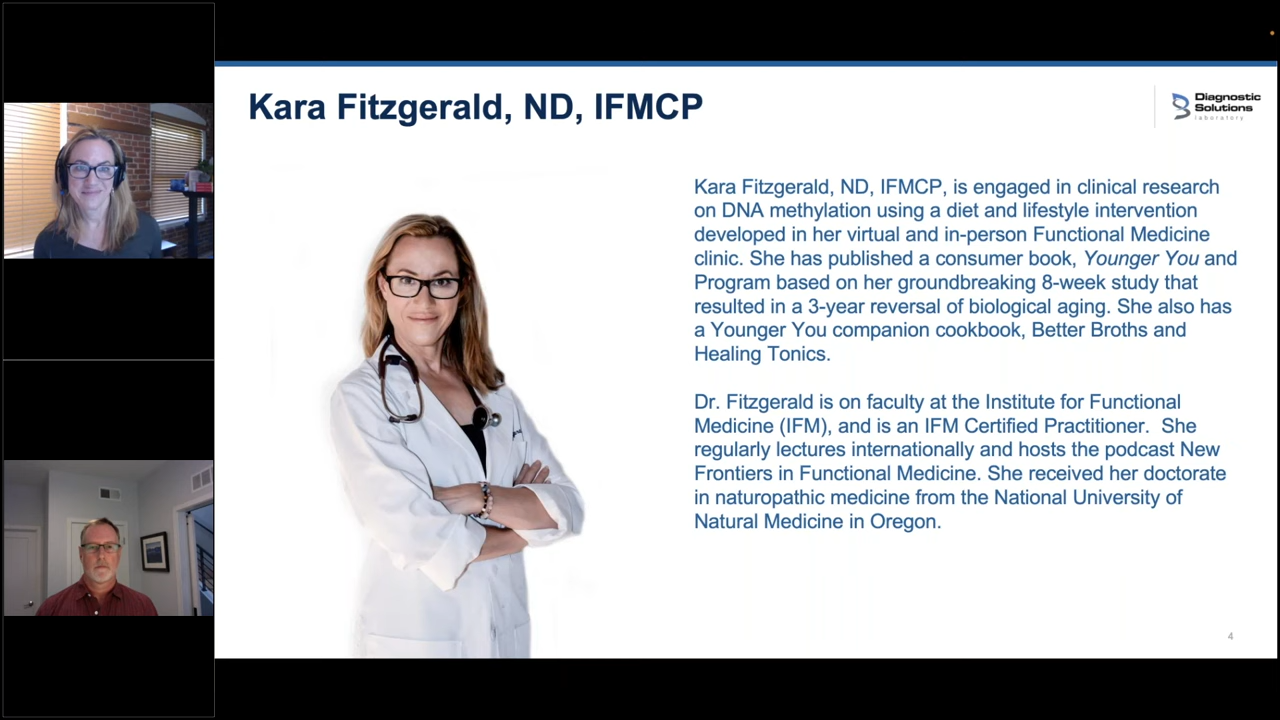 Kara Fitzgerald, ND, IFMCP
Diagnostic
Solutions
laboratory
Kara Fitzgerald, ND, IFMCP, is engaged in clinical research
on DNA methylation using a diet and lifestyle intervention
developed in her virtual and in-person Functional Medicine
clinic. She has published a consumer book, Younger You and
Program based on her groundbreaking 8-week study that
resulted in a 3-year reversal of biological aging. She also has
a Younger You companion cookbook, Better Broths and
Healing Tonics.
Dr. Fitzgerald is on faculty at the Institute for Functional
Medicine (IFM), and is an IFM Certified Practitioner. She
regularly lectures internationally and hosts the podcast New
Frontiers in Functional Medicine. She received her doctorate
in naturopathic medicine from the National University of
Natural Medicine in Oregon.
4